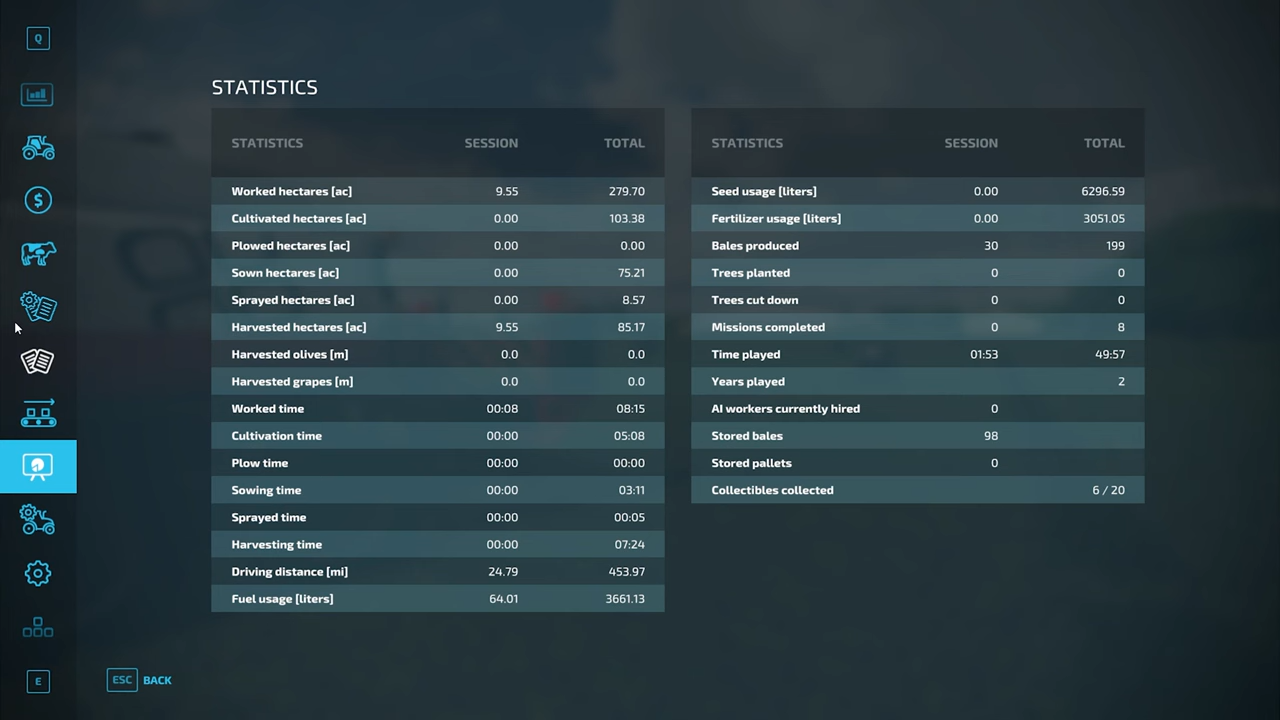 Q
STATISTICS
STATISTICS SESSION TOTAL
Worked hectares [ac] 9.55 279.70
Cultivated hectares [ac] 0.00 103.38
Plowed hectares [ac] 0.00 0.00
Sown hectares [ac] 0.00 75.21
Sprayed hectares [ac] 0.00 8.57
Harvested hectares [ac] 9.55 85.17
Harvested olives [m] 0.0 0.0
Harvested grapes [m] 0.0 0.0
Worked time 00:08 08:15
Cultivation time 00:00 05:08
Plow time 00:00 00:00
Sowing time 00:00 03:11
Sprayed time 00:00 00:05
Harvesting time 00:00 07:24
Driving distance [mi] 24.79 453.97
Fuel usage [liters] 64.01 3661.13
STATISTICS SESSION TOTAL
Seed usage [liters] 0.00 6296.59
Fertilizer usage [liters] 0.00 3051.05
Bales produced 30 199
Trees planted 0 0
Trees cut down 0 0
Missions completed 0 8
Time played 01:53 49:57
Years played 2
AI workers currently hired 0
Stored bales 98
Stored pallets 0
Collectibles collected 6 / 20
E
ESC BACK